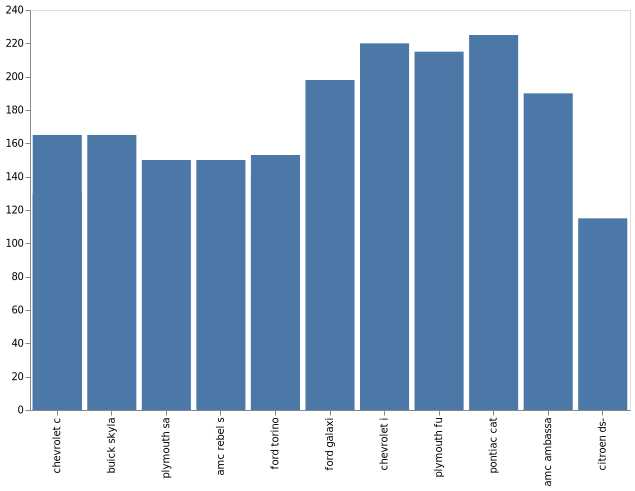 240
220
200
180
160
140
120
100
80
60
40
20
0
chevrolet c
buick skyla
plymouth sa
amc rebel s
ford torino
ford galaxi
chevrolet i
plymouth fu
pontiac cat
amc ambassa
citroen ds-